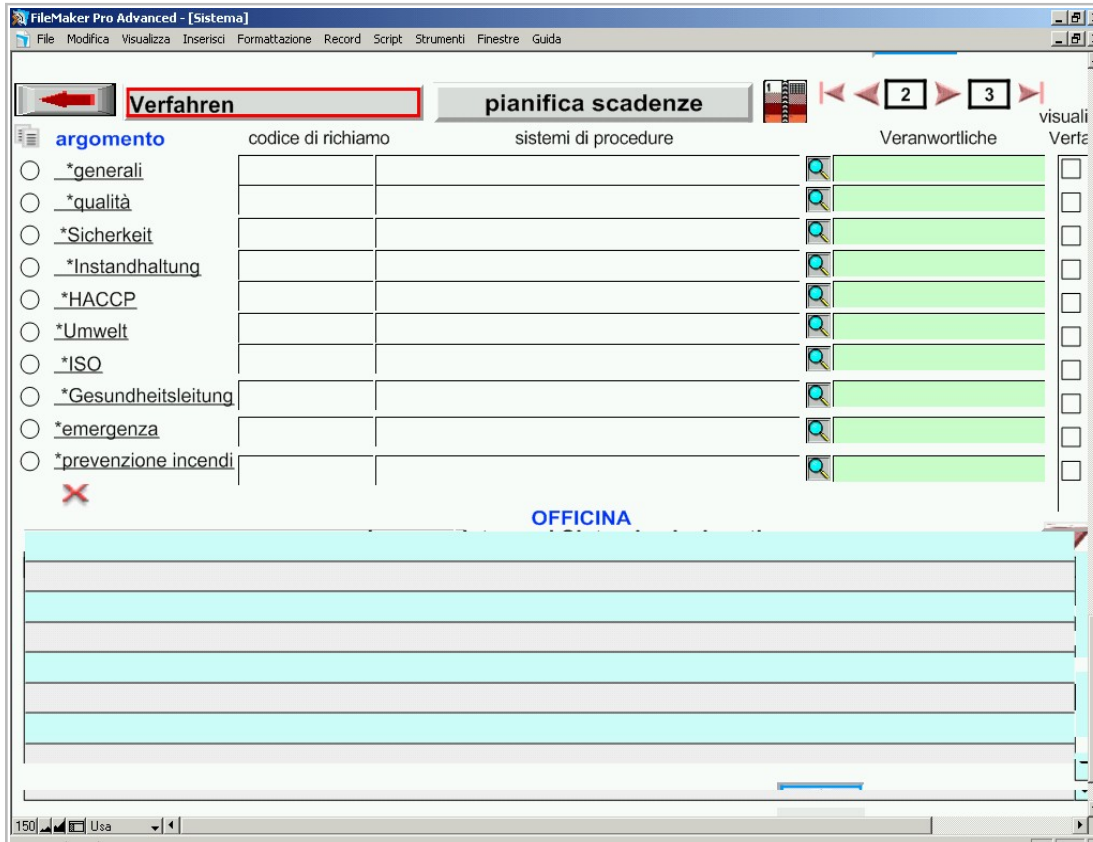 FileMaker Pro Advanced - [Sistema]
File Modifica Visualizza Inserisci Formattazione Record Script Strumenti Finestre Guida
Verfahren
pianifica scadenze
1
2
3
visuali
argomento
codice di richiamo
sistemi di procedure
Veranwortliche
Verfa
*generali
*qualità
*Sicherkeit
*Instandhaltung
*HACCP
*Umwelt
*ISO
*Gesundheitsleitung
*emergenza
*prevenzione incendi
OFFICINA
150
Usa